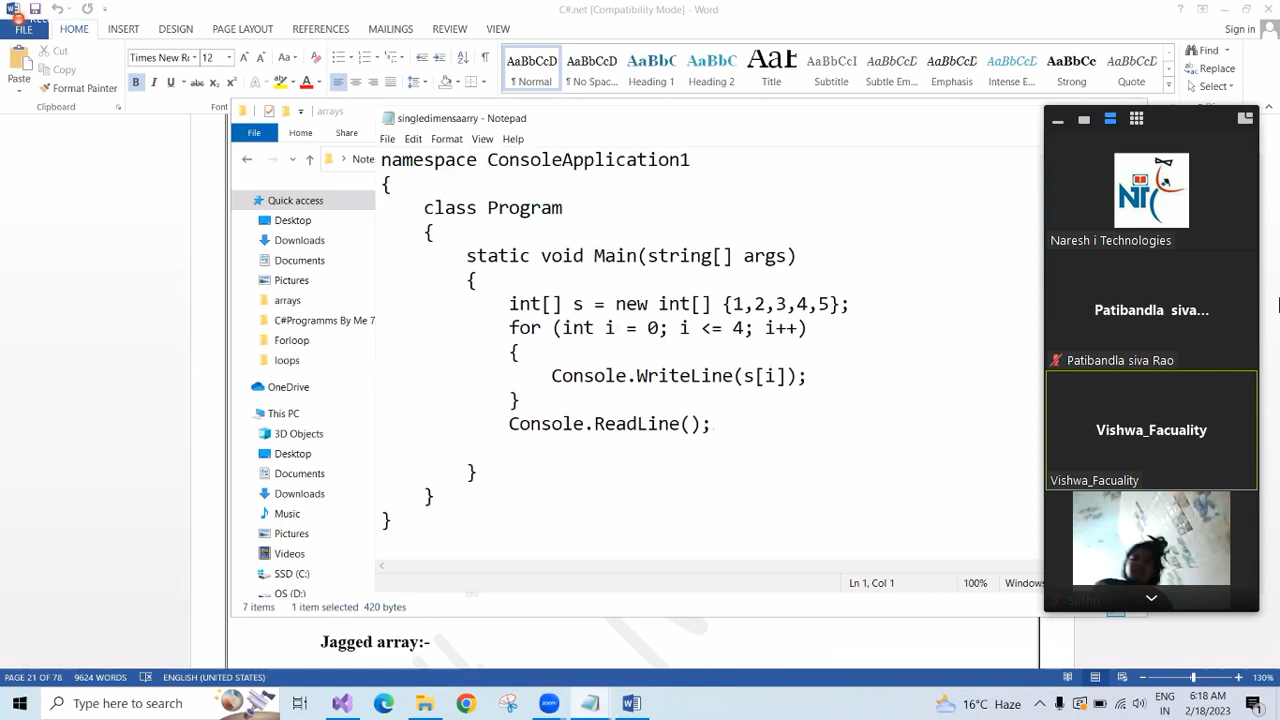 C#.net [Compatibility Mode] - Word
Sign in
FILE
HOME
INSERT
DESIGN
PAGE LAYOUT
REFERENCES
MAILINGS
REVIEW
VIEW
Paste
Cut
Copy
Format Painter
Clipboard
Times New Ro
12
Aa
Font
AaBbCcD
¶ Normal
AaBbCcD
¶ No Spac...
AaBbC
Heading 1
AaBbC
Heading 2
Title
AaBbCcI
Subtitle
AaBbCcD
Subtle Em...
AaBbCcD
Emphasis
AaBbCcD
Intense E...
AaBbCc
Strong
AaBbCcD
Quote
Find
Replace
Select
arrays
File
Home
Share
Note
Quick access
Desktop
Downloads
Documents
Pictures
arrays
C#Programms By Me 7
Forloop
loops
OneDrive
This PC
3D Objects
Desktop
Documents
Downloads
Music
Pictures
Videos
SSD (C:)
OS (D:)
7 items
1 item selected 420 bytes
singledimensaarry - Notepad
File
Edit
Format
View
Help
namespace ConsoleApplication1
{
class Program
{
static void Main(string[] args)
{
int[] s = new int[] {1,2,3,4,5};
for (int i = 0; i <= 4; i++)
{
Console.WriteLine(s[i]);
}
Console.ReadLine();
}
}
}
Ln 1, Col 1
100%
Windows
NT
Naresh i Technologies
Patibandla siva...
Patibandla siva Rao
Vishwa_Facuality
Vishwa_Facuality
Sushri
Jagged array:-
PAGE 21 OF 78
9624 WORDS
ENGLISH (UNITED STATES)
130%
Type here to search
16°C Haze
ENG
IN
6:18 AM
2/18/2023